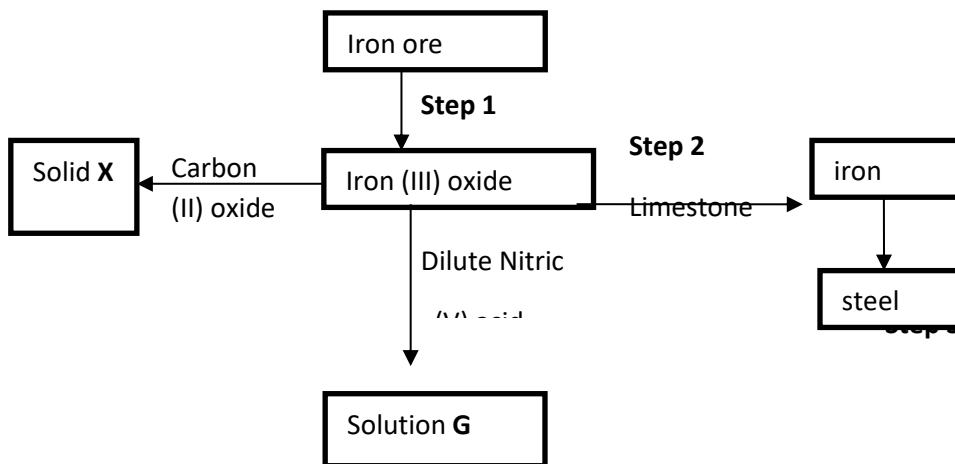 Iron ore
Step 1
Solid X
Carbon
(II) oxide
Iron (III) oxide
Step 2
Limestone
iron
Dilute Nitric
(V) acid
steel
Solution G